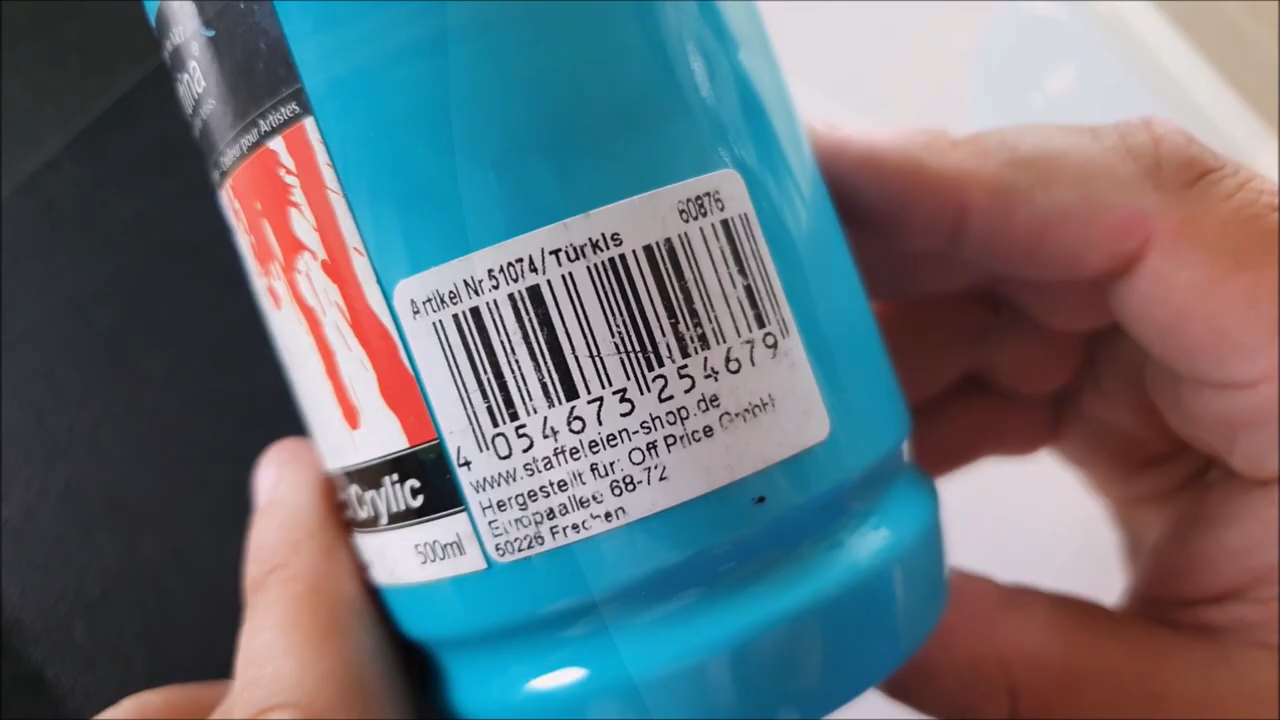 Couleur pour Artistes
Crylic
500ml
60876
Artikel Nr.51074/TürkIs
4 054673 254679
www.staffeleien-shop.de
Hergestellt für: Off Price GmbH
Europaallee 68-72
50226 Frechen